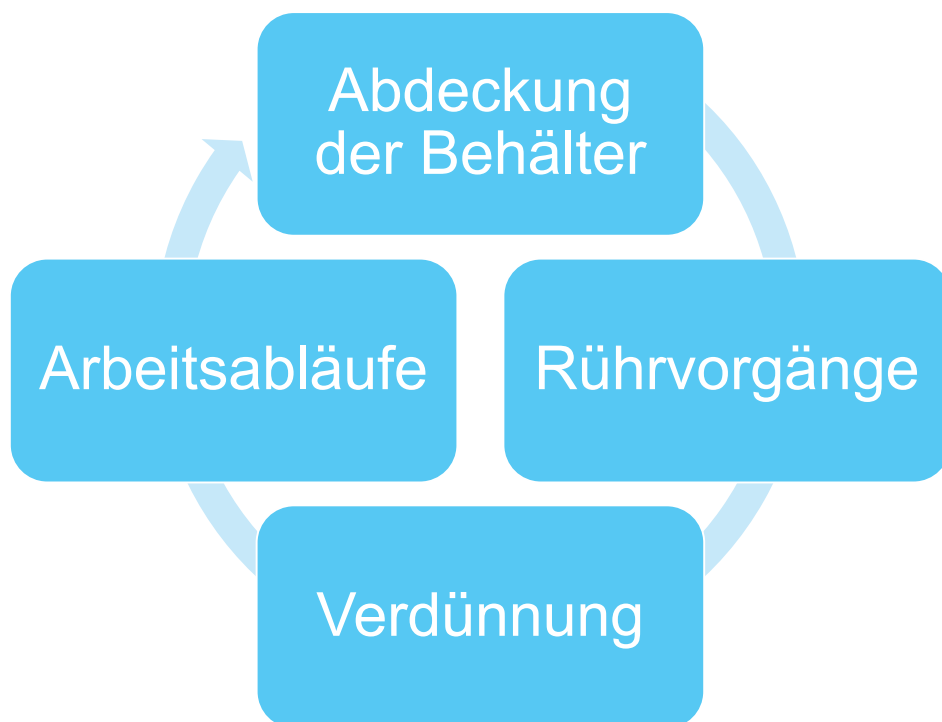 Abdeckung
der Behälter
Rührvorgänge
Verdünnung
Arbeitsabläufe